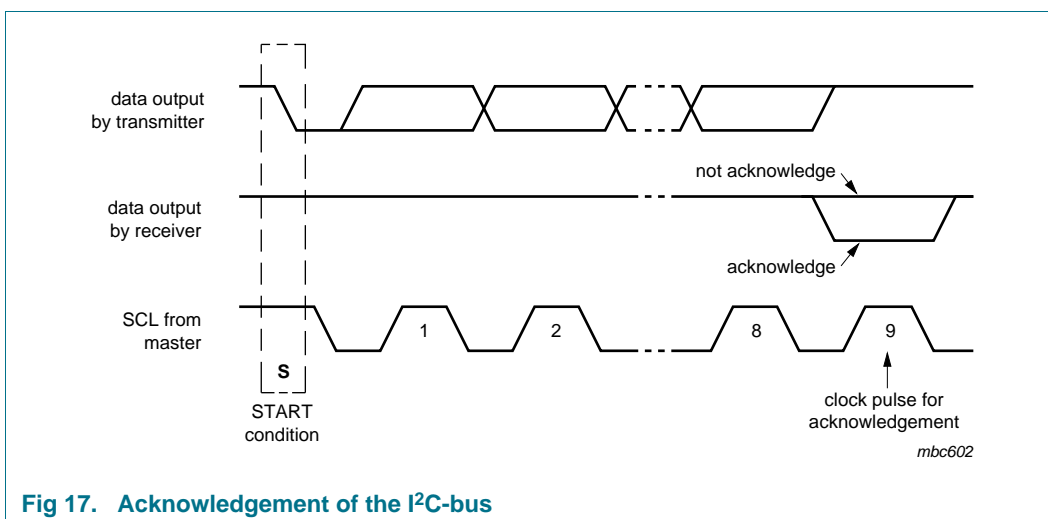 data output
by transmitter
not acknowledge
data output
by receiver
acknowledge
SCL from
master
1
2
8
9
S
START
condition
clock pulse for
acknowledgement
mbc602
Fig 17. Acknowledgement of the I²C-bus